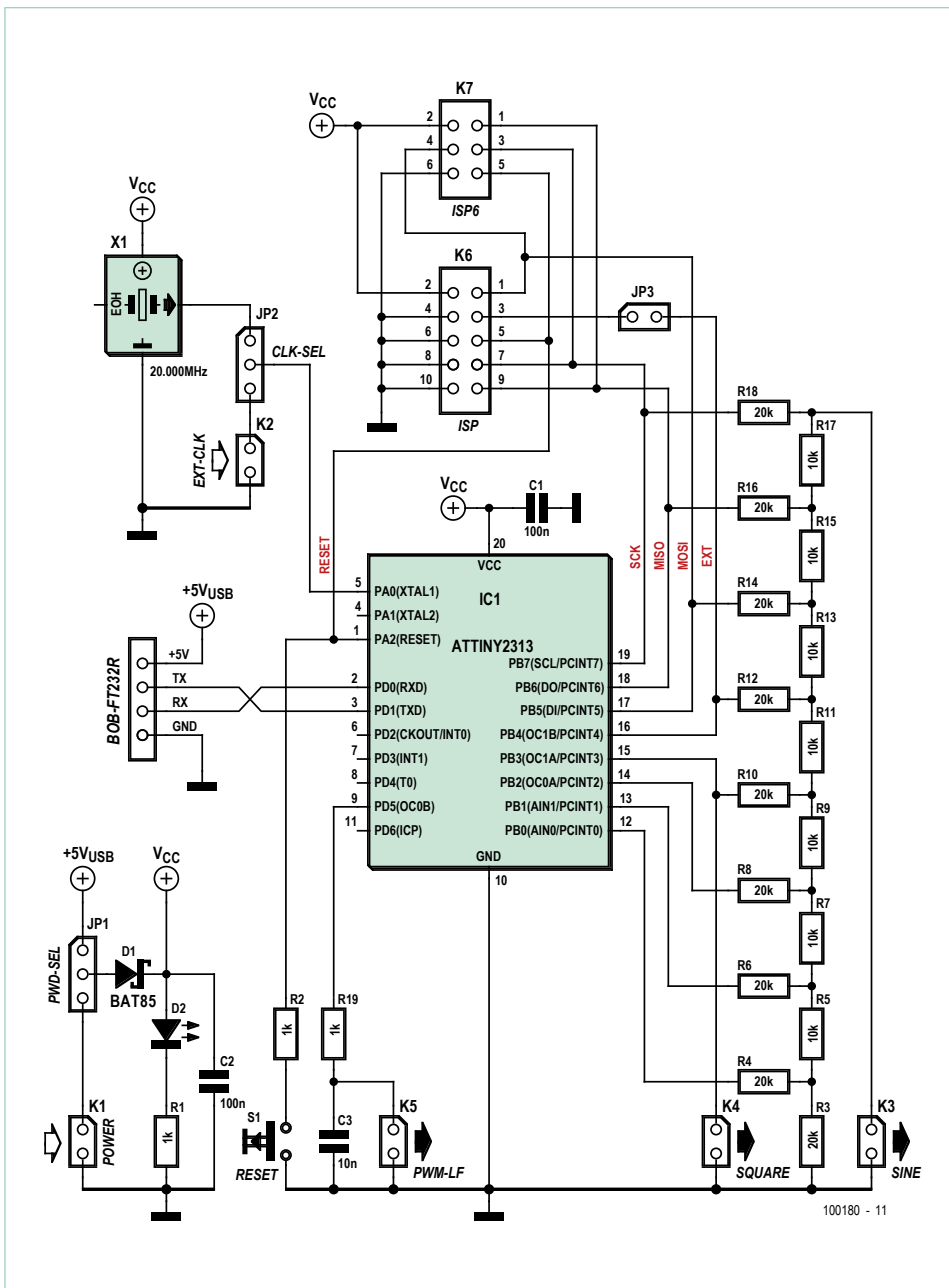 K7
VCC
2 1
4 3
6 5
ISP6
VCC
X1
HOE
20.000MHz
K6
2 1
4 3
6 5
8 7
10 9
ISP
JP3
JP2
CLK-SEL
K2
EXT-CLK
R18
20k
R17
10k
VCC
C1
100n
R16
20k
R15
10k
RESET
SCK
MISO
MOSI
EXT
R14
20k
R13
10k
20
VCC
IC1
ATTINY2313
5 PA0(XTAL1)
4 PA1(XTAL2)
1 PA2(RESET)
2 PD0(RXD)
3 PD1(TXD)
6 PD2(CKOUT/INT0)
7 PD3(INT1)
8 PD4(T0)
9 PD5(OC0B)
11 PD6(ICP)
PB7(SCL/PCINT7) 19
PB6(DO/PCINT6) 18
PB5(DI/PCINT5) 17
PB4(OC1B/PCINT4) 16
PB3(OC1A/PCINT3) 15
PB2(OC0A/PCINT2) 14
PB1(AIN1/PCINT1) 13
PB0(AIN0/PCINT0) 12
GND
10
+5VUSB
+5V
TX
RX
GND
BOB-FT232R
R12
20k
R11
10k
R10
20k
R9
10k
R8
20k
R7
10k
R6
20k
R5
10k
R4
20k
R3
20k
+5VUSB
VCC
JP1
PWD-SEL
D1
BAT85
D2
C2
100n
R1
1k
K1
POWER
R2
1k
R19
1k
S1
RESET
C3
10n
K5
PWM-LF
K4
SQUARE
K3
SINE
100180 - 11